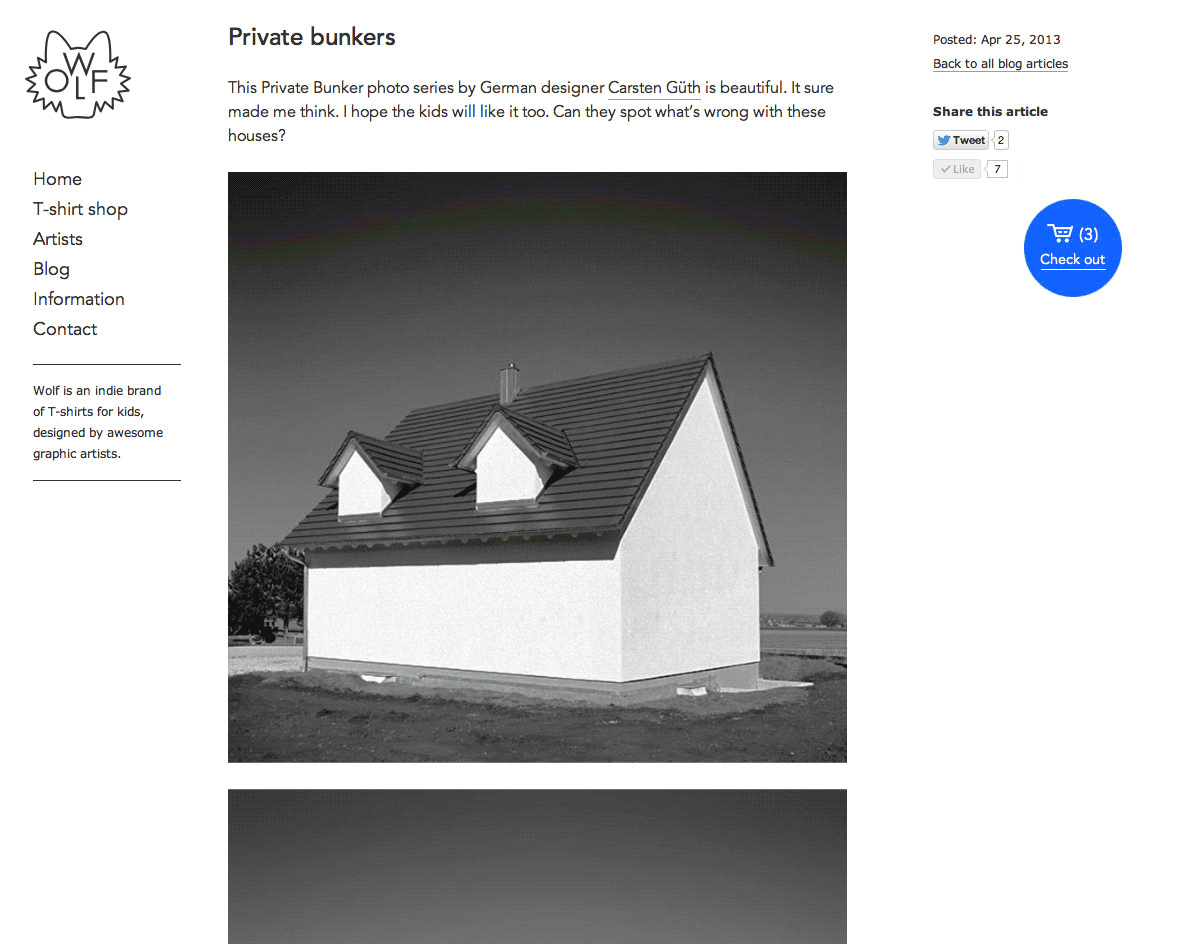 W
OLF
Home
T-shirt shop
Artists
Blog
Information
Contact
Wolf is an indie brand
of T-shirts for kids,
designed by awesome
graphic artists.
Private bunkers
This Private Bunker photo series by German designer Carsten Güth is beautiful. It sure
made me think. I hope the kids will like it too. Can they spot what’s wrong with these
houses?
Posted: Apr 25, 2013
Back to all blog articles
Share this article
Tweet 2
Like 7
(3)
Check out